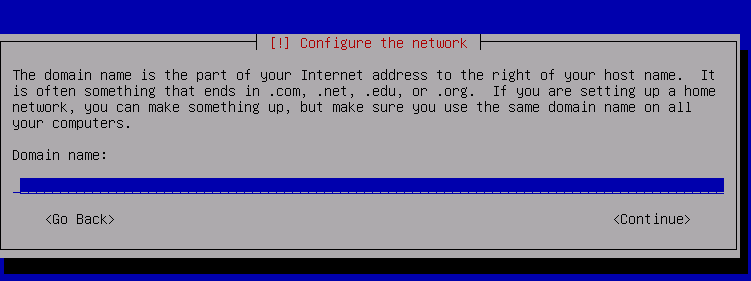 [!] Configure the network
The domain name is the part of your Internet address to the right of your host name.  It
is often something that ends in .com, .net, .edu, or .org.  If you are setting up a home
network, you can make something up, but make sure you use the same domain name on all
your computers.
Domain name:
<Go Back> <Continue>